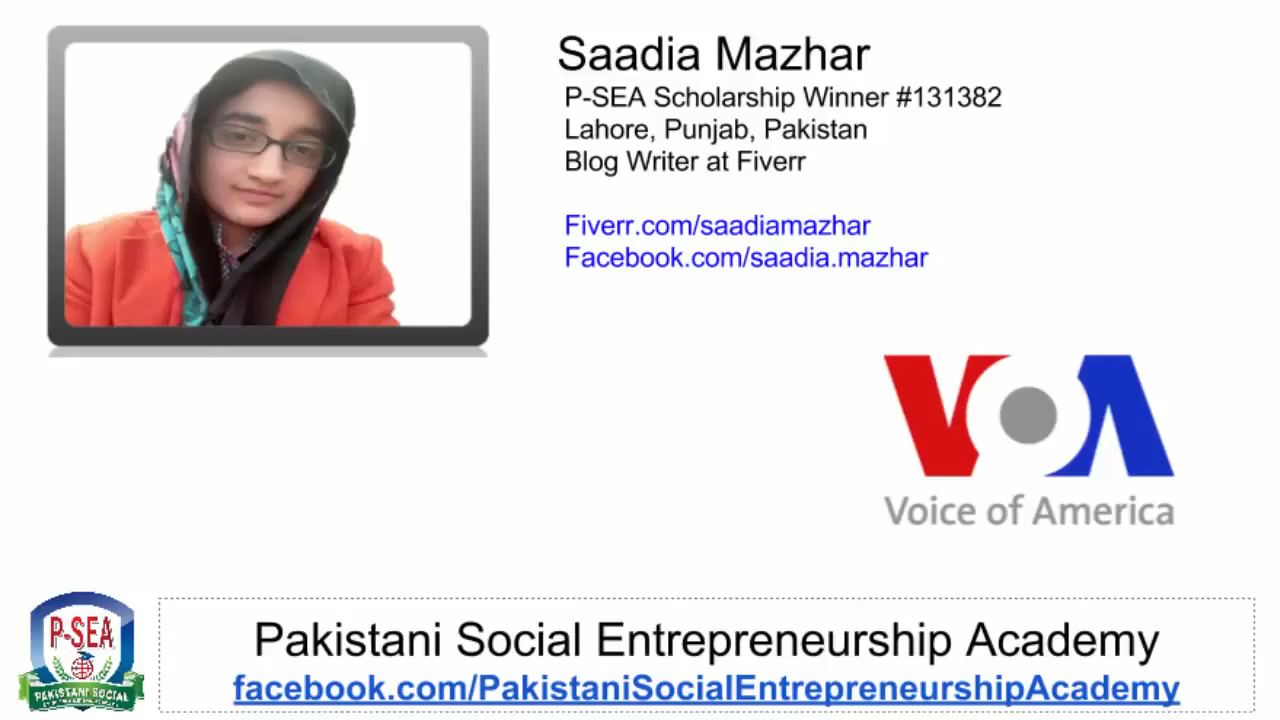 Saadia Mazhar
P-SEA Scholarship Winner #131382
Lahore, Punjab, Pakistan
Blog Writer at Fiverr
Fiverr.com/saadiamazhar
Facebook.com/saadia.mazhar
VOA
Voice of America
P-SEA
PAKISTANI SOCIAL
Pakistani Social Entrepreneurship Academy
facebook.com/PakistaniSocialEntrepreneurshipAcademy